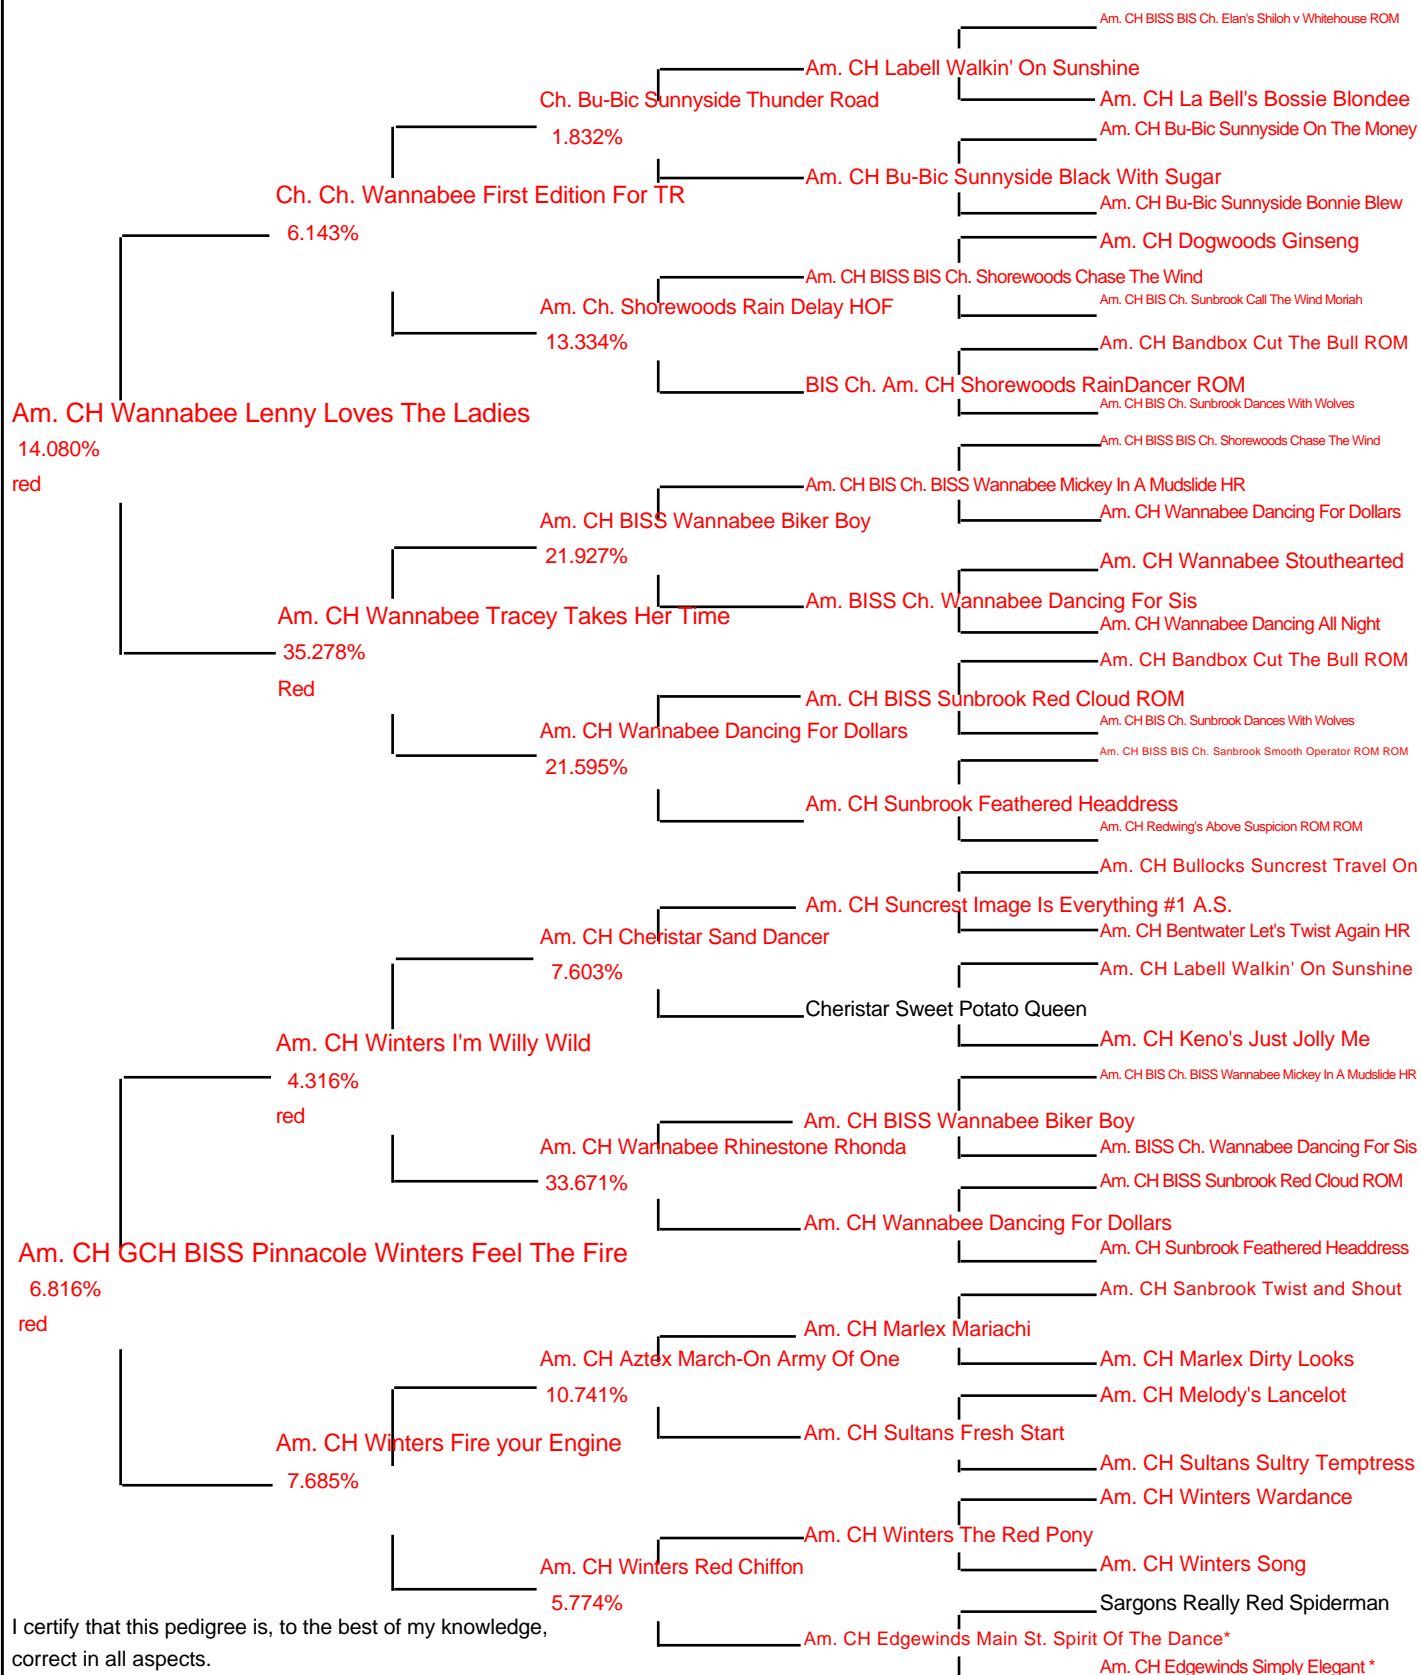 Am. CH BISS BIS Ch. Elan's Shiloh v Whitehouse ROM
Am. CH Labell Walkin' On Sunshine
Ch. Bu-Bic Sunnyside Thunder Road
Am. CH La Bell's Bossie Blondee
1.832%
Am. CH Bu-Bic Sunnyside On The Money
Am. CH Bu-Bic Sunnyside Black With Sugar
Ch. Ch. Wannabee First Edition For TR
Am. CH Bu-Bic Sunnyside Bonnie Blew
6.143%
Am. CH Dogwoods Ginseng
Am. CH BISS BIS Ch. Shorewoods Chase The Wind
Am. Ch. Shorewoods Rain Delay HOF
Am. CH BIS Ch. Sunbrook Call The Wind Moriah
13.334%
Am. CH Bandbox Cut The Bull ROM
BIS Ch. Am. CH Shorewoods RainDancer ROM
Am. CH BIS Ch. Sunbrook Dances With Wolves
Am. CH Wannabee Lenny Loves The Ladies
14.080%
red
Am. CH BISS BIS Ch. Shorewoods Chase The Wind
Am. CH BIS Ch. BISS Wannabee Mickey In A Mudslide HR
Am. CH BISS Wannabee Biker Boy
Am. CH Wannabee Dancing For Dollars
21.927%
Am. CH Wannabee Stouthearted
Am. BISS Ch. Wannabee Dancing For Sis
Am. CH Wannabee Tracey Takes Her Time
Am. CH Wannabee Dancing All Night
35.278%
Red
Am. CH Bandbox Cut The Bull ROM
Am. CH BISS Sunbrook Red Cloud ROM
Am. CH Wannabee Dancing For Dollars
Am. CH BIS Ch. Sunbrook Dances With Wolves
21.595%
Am. CH BISS BIS Ch. Sanbrook Smooth Operator ROM ROM
Am. CH Sunbrook Feathered Headdress
Am. CH Redwing's Above Suspicion ROM ROM
Am. CH Bullocks Suncrest Travel On
Am. CH Suncrest Image Is Everything #1 A.S.
Am. CH Cheristar Sand Dancer
Am. CH Bentwater Let's Twist Again HR
7.603%
Am. CH Labell Walkin' On Sunshine
Cheristar Sweet Potato Queen
Am. CH Winters I'm Willy Wild
Am. CH Keno's Just Jolly Me
4.316%
red
Am. CH BIS Ch. BISS Wannabee Mickey In A Mudslide HR
Am. CH BISS Wannabee Biker Boy
Am. CH Wannabee Rhinestone Rhonda
Am. BISS Ch. Wannabee Dancing For Sis
33.671%
Am. CH BISS Sunbrook Red Cloud ROM
Am. CH Wannabee Dancing For Dollars
Am. CH Sunbrook Feathered Headdress
Am. CH GCH BISS Pinnacole Winters Feel The Fire
6.816%
red
Am. CH Sanbrook Twist and Shout
Am. CH Marlex Mariachi
Am. CH Aztex March-On Army Of One
Am. CH Marlex Dirty Looks
10.741%
Am. CH Melody's Lancelot
Am. CH Sultans Fresh Start
Am. CH Winters Fire your Engine
Am. CH Sultans Sultry Temptress
7.685%
Am. CH Winters Wardance
Am. CH Winters The Red Pony
Am. CH Winters Red Chiffon
Am. CH Winters Song
5.774%
Sargons Really Red Spiderman
Am. CH Edgewinds Main St. Spirit Of The Dance*
Am. CH Edgewinds Simply Elegant *
I certify that this pedigree is, to the best of my knowledge,
correct in all aspects.